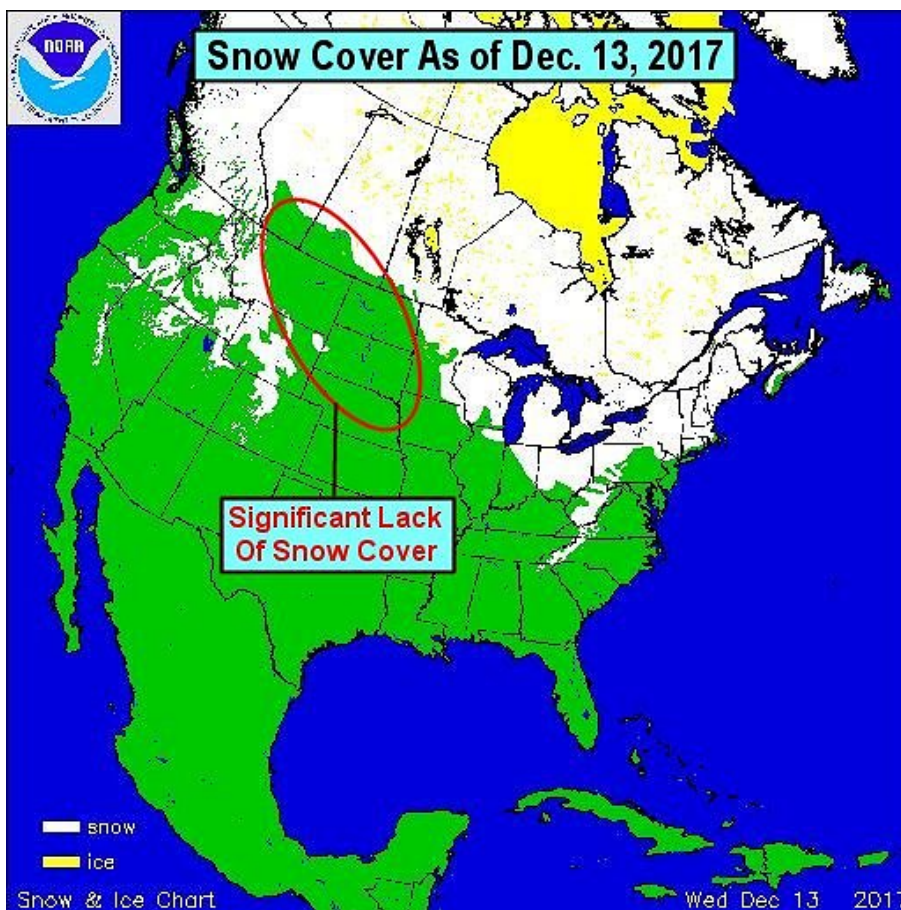 NOAA
Snow Cover As of Dec. 13, 2017
Significant Lack
Of Snow Cover
snow
ice
Snow & Ice Chart
Wed Dec 13 2017